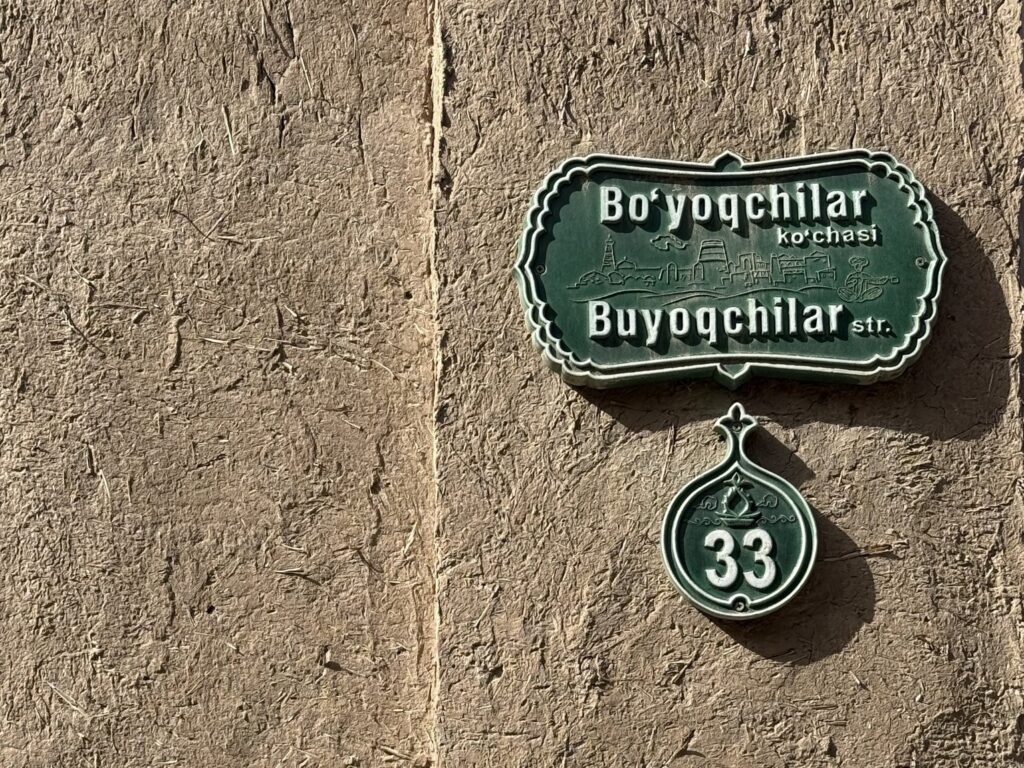 Bo‘yoqchilar
ko‘chasi
Buyoqchilar str.
33